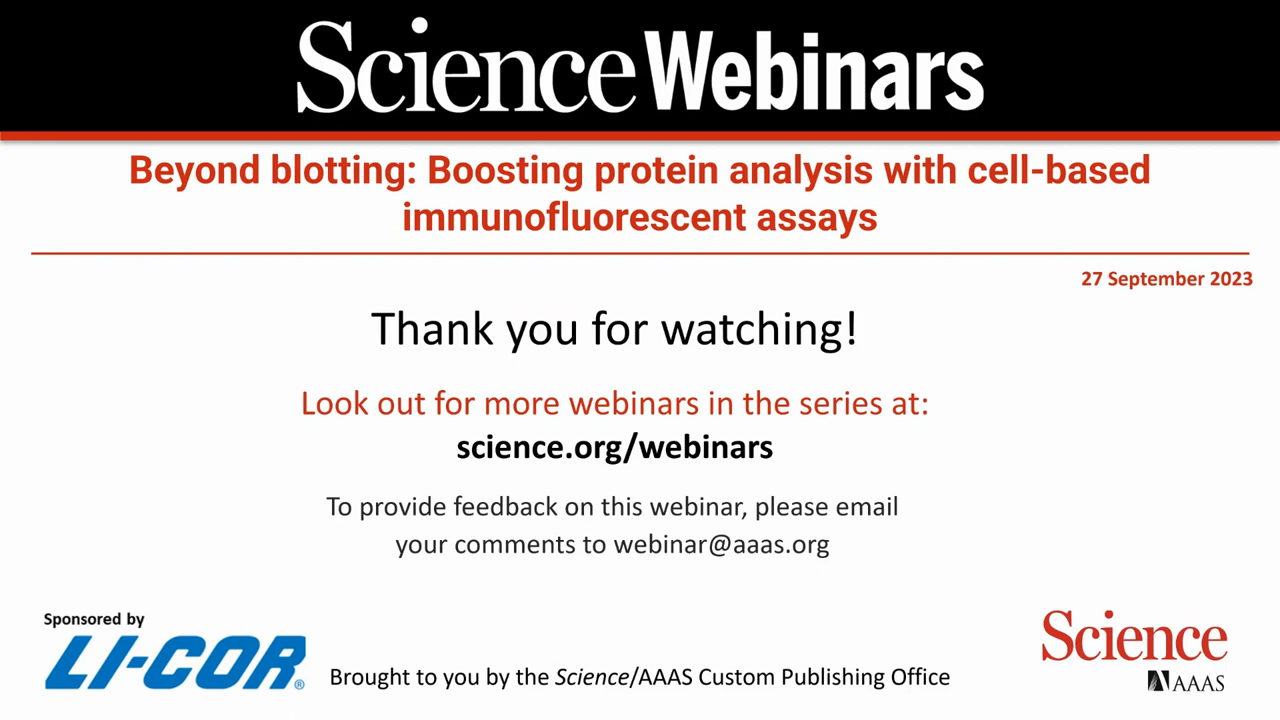 Science Webinars
Beyond blotting: Boosting protein analysis with cell-based
immunofluorescent assays
27 September 2023
Thank you for watching!
Look out for more webinars in the series at:
science.org/webinars
To provide feedback on this webinar, please email
your comments to webinar@aaas.org
Sponsored by
LI-COR®
Brought to you by the Science/AAAS Custom Publishing Office
Science
AAAS